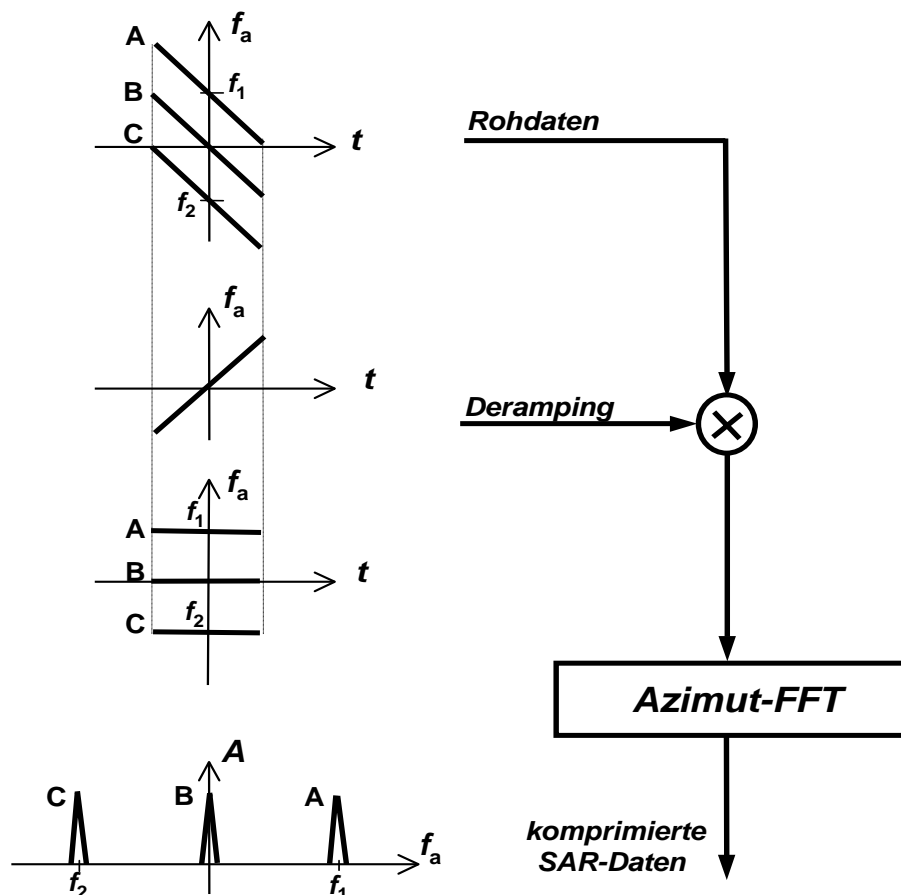 A
f_a
f_1
B
C
t
f_2
Rohdaten
f_a
t
Deramping
f_a
f_1
A
B
t
f_2
C
Azimut-FFT
A
C
B
A
f_a
f_2
f_1
komprimierte
SAR-Daten